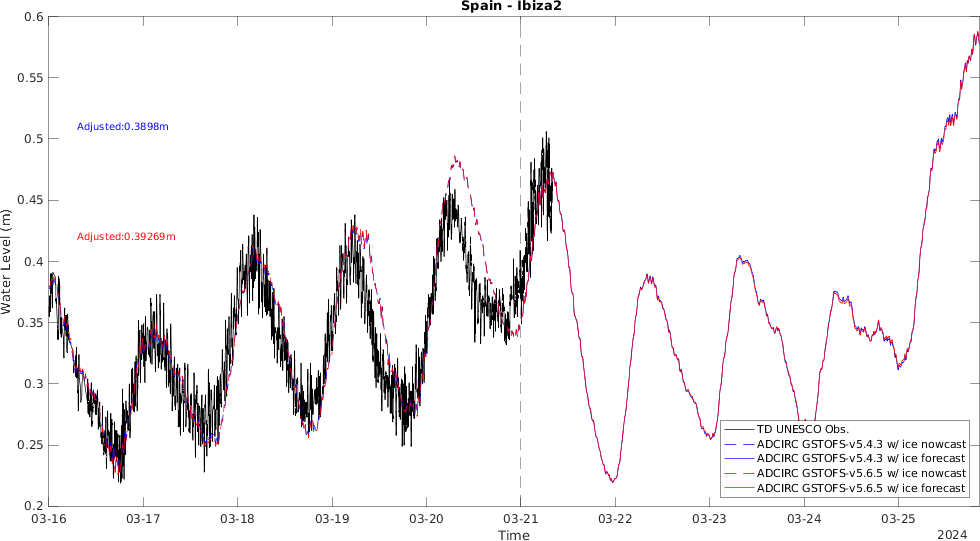 Spain - Ibiza2
0.6
0.55
0.5
0.45
0.4
0.35
0.3
0.25
0.2
Water Level (m)
Adjusted:0.3898m
Adjusted:0.39269m
TD UNESCO Obs.
ADCIRC GSTOFS-v5.4.3 w/ ice nowcast
ADCIRC GSTOFS-v5.4.3 w/ ice forecast
ADCIRC GSTOFS-v5.6.5 w/ ice nowcast
ADCIRC GSTOFS-v5.6.5 w/ ice forecast
03-16 03-17 03-18 03-19 03-20 03-21 03-22 03-23 03-24 03-25
Time
2024